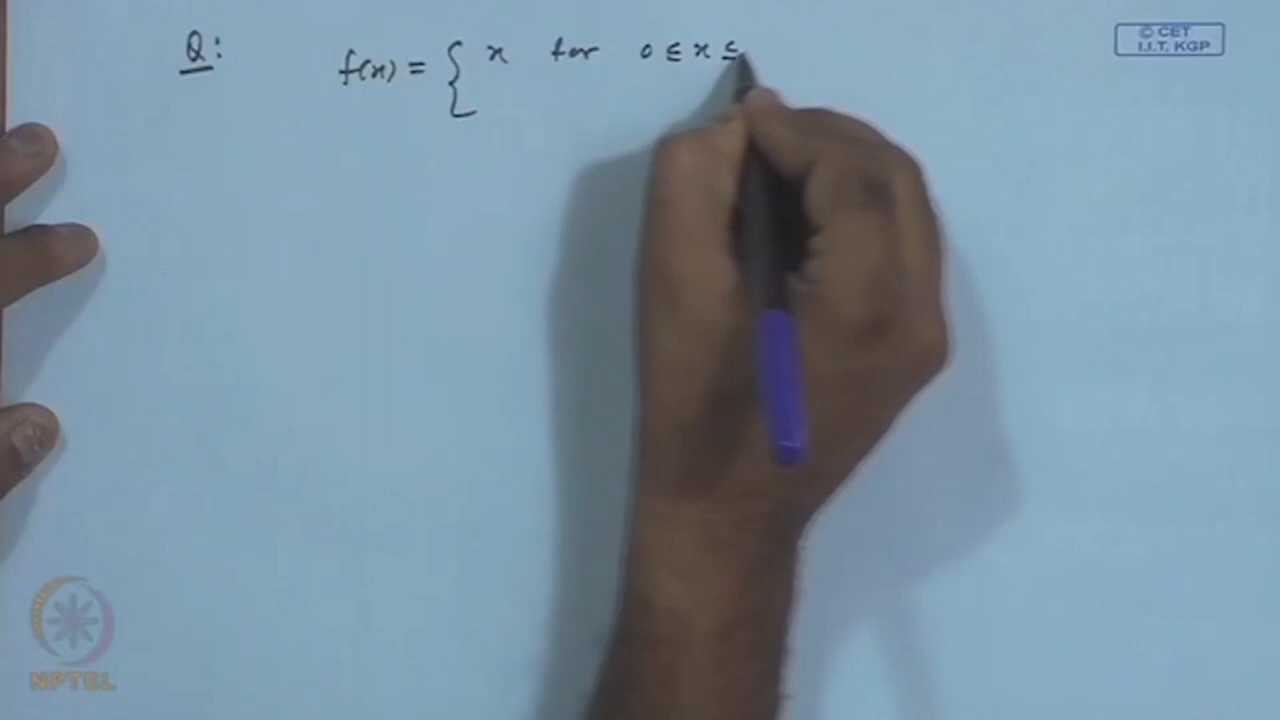 Q:
f(x) = { x for 0 ≤ x ≤
© CET
I.I.T. KGP
NPTEL